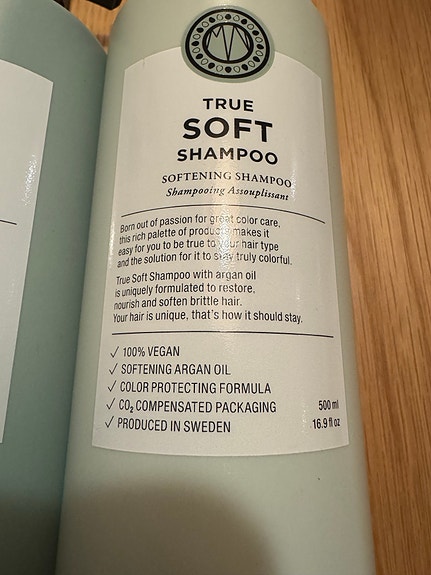 MN
TRUE
SOFT
SHAMPOO
SOFTENING SHAMPOO
Shampooing Assouplissant
Born out of passion for great color care,
this rich palette of products makes it
easy for you to be true to your hair type
and the solution for it to stay truly colorful.
True Soft Shampoo with argan oil
is uniquely formulated to restore,
nourish and soften brittle hair.
Your hair is unique, that's how it should stay.
✓ 100% VEGAN
✓ SOFTENING ARGAN OIL
✓ COLOR PROTECTING FORMULA
✓ CO₂ COMPENSATED PACKAGING 500 ml
✓ PRODUCED IN SWEDEN 16.9 fl oz